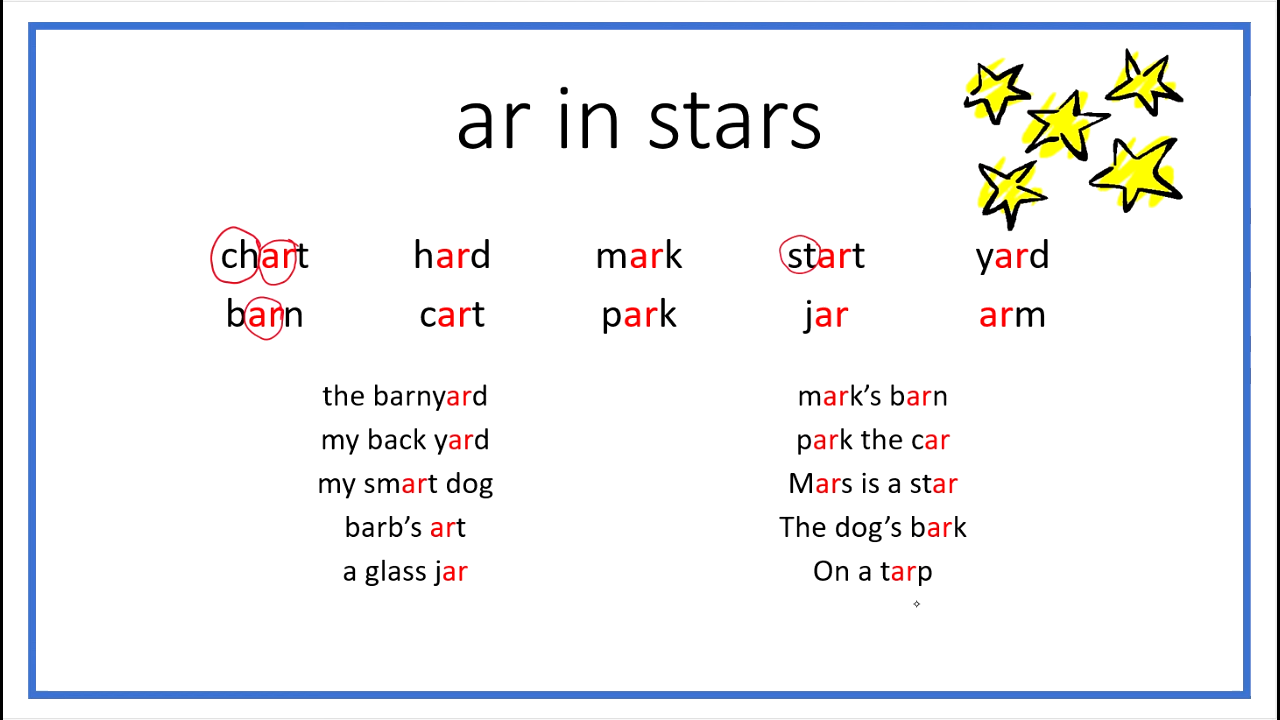 ar in stars
chart hard mark start yard
barn cart park jar arm
the barnyard
my back yard
my smart dog
barb’s art
a glass jar
mark’s barn
park the car
Mars is a star
The dog’s bark
On a tarp